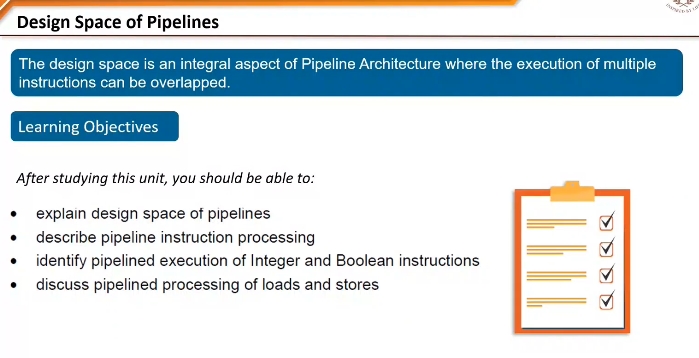 Design Space of Pipelines
The design space is an integral aspect of Pipeline Architecture where the execution of multiple
instructions can be overlapped.
Learning Objectives
After studying this unit, you should be able to:
• explain design space of pipelines
• describe pipeline instruction processing
• identify pipelined execution of Integer and Boolean instructions
• discuss pipelined processing of loads and stores